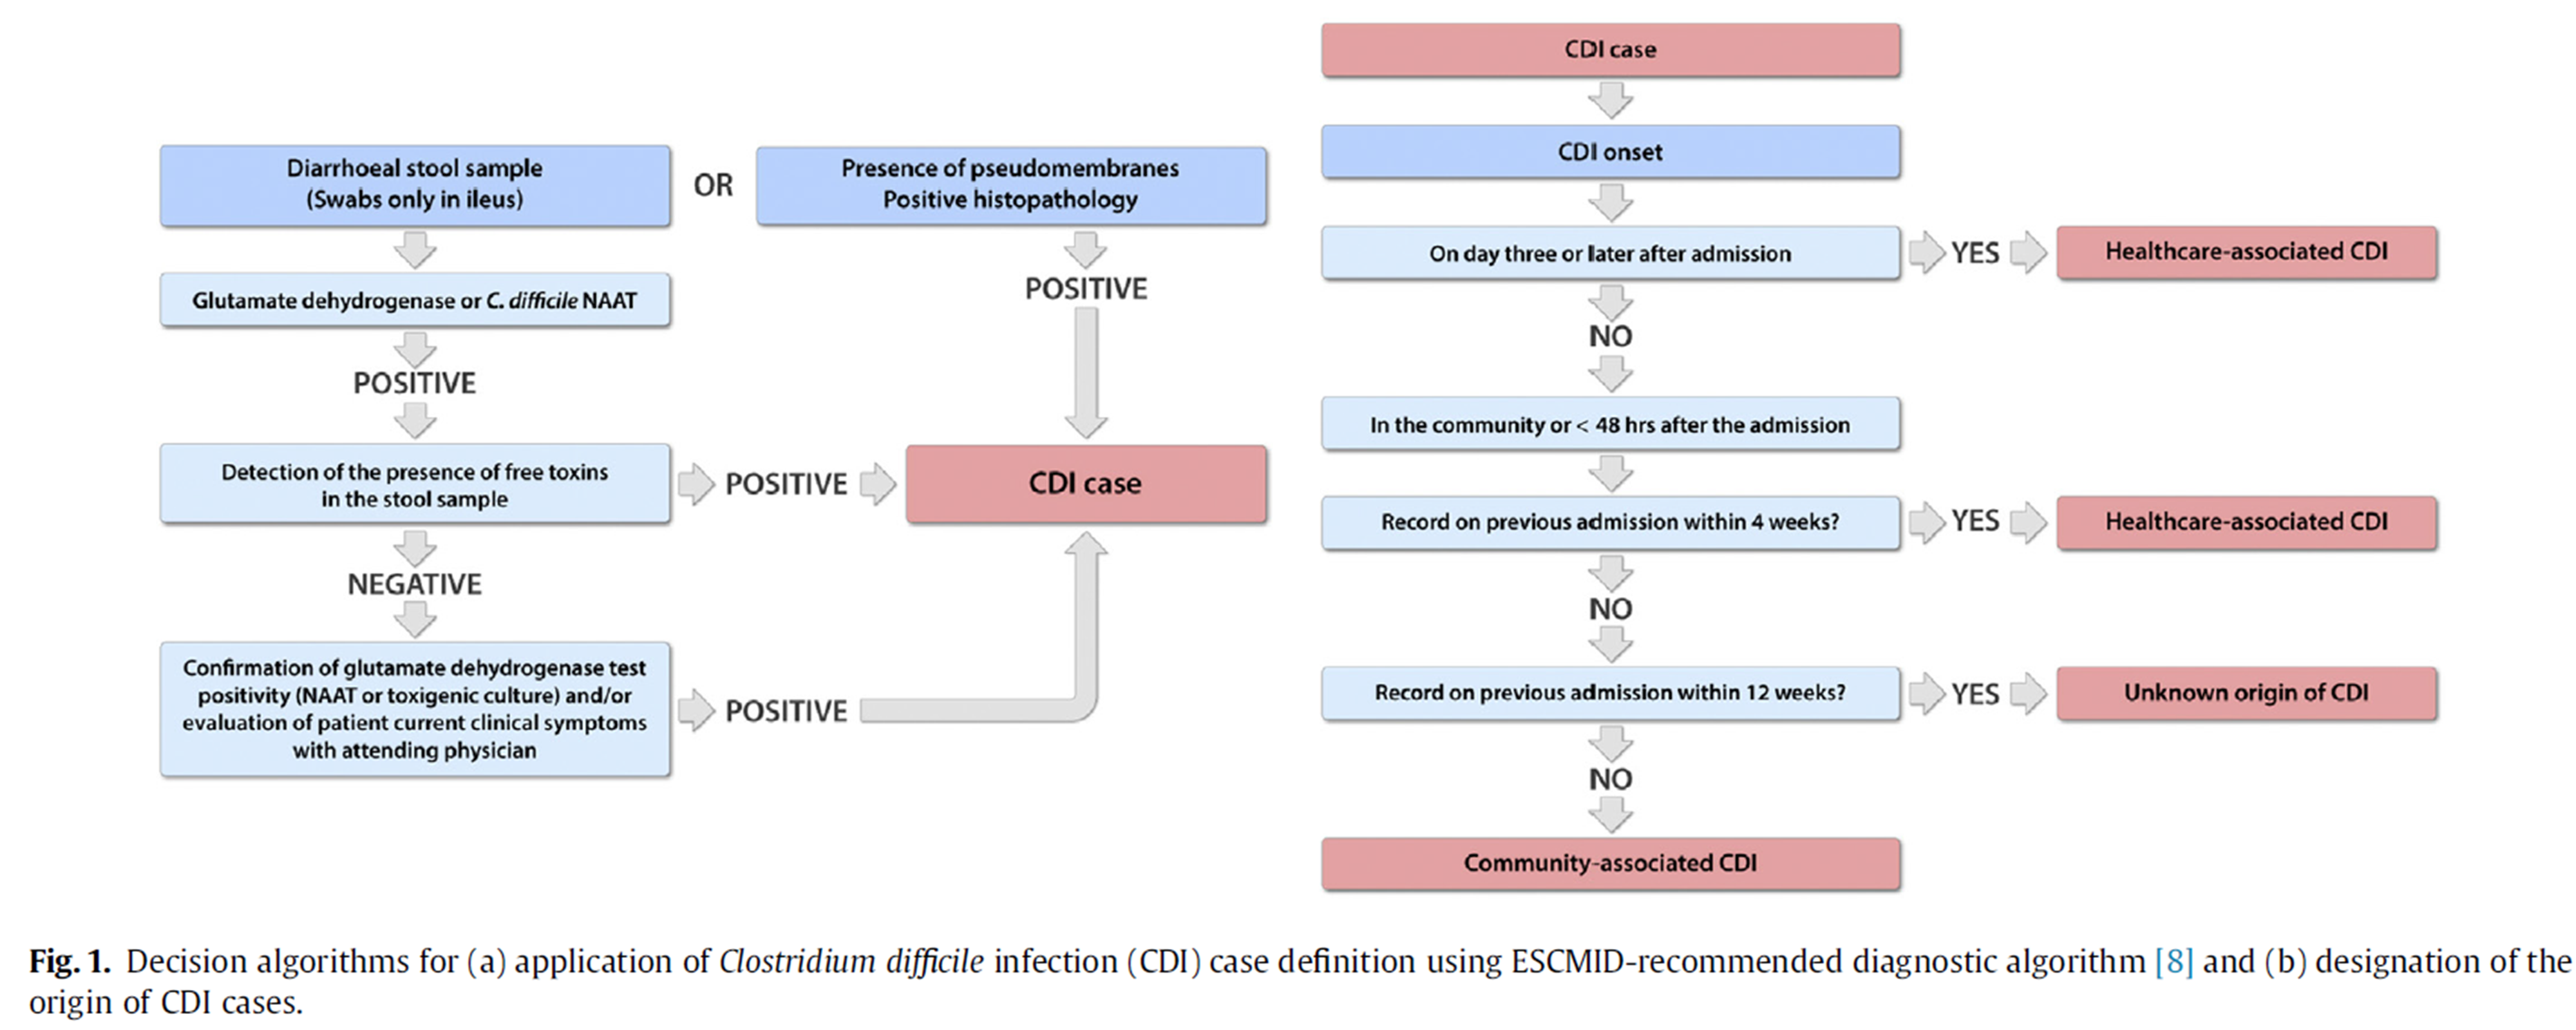 Diarrhoeal stool sample
(Swabs only in ileus)
OR
Presence of pseudomembranes
Positive histopathology
Glutamate dehydrogenase or C. difficile NAAT
POSITIVE
POSITIVE
Detection of the presence of free toxins
in the stool sample
POSITIVE
CDI case
NEGATIVE
Confirmation of glutamate dehydrogenase test
positivity (NAAT or toxigenic culture) and/or
evaluation of patient current clinical symptoms
with attending physician
POSITIVE
CDI case
CDI onset
On day three or later after admission
YES
Healthcare-associated CDI
NO
In the community or < 48 hrs after the admission
Record on previous admission within 4 weeks?
YES
Healthcare-associated CDI
NO
Record on previous admission within 12 weeks?
YES
Unknown origin of CDI
NO
Community-associated CDI
Fig. 1. Decision algorithms for (a) application of Clostridium difficile infection (CDI) case definition using ESCMID-recommended diagnostic algorithm [8] and (b) designation of the
origin of CDI cases.